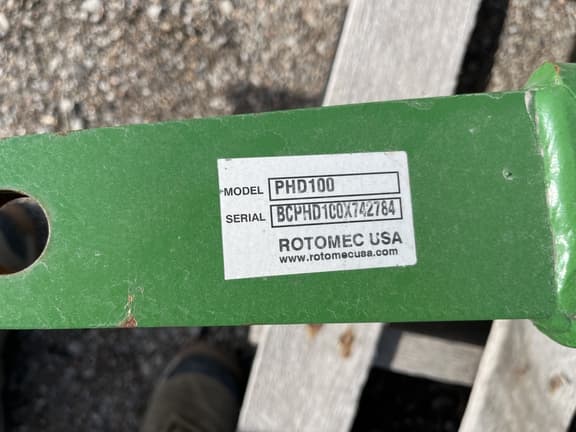 MODEL PHD100
SERIAL BCPHD100X742784
ROTOMEC USA
www.rotomecusa.com